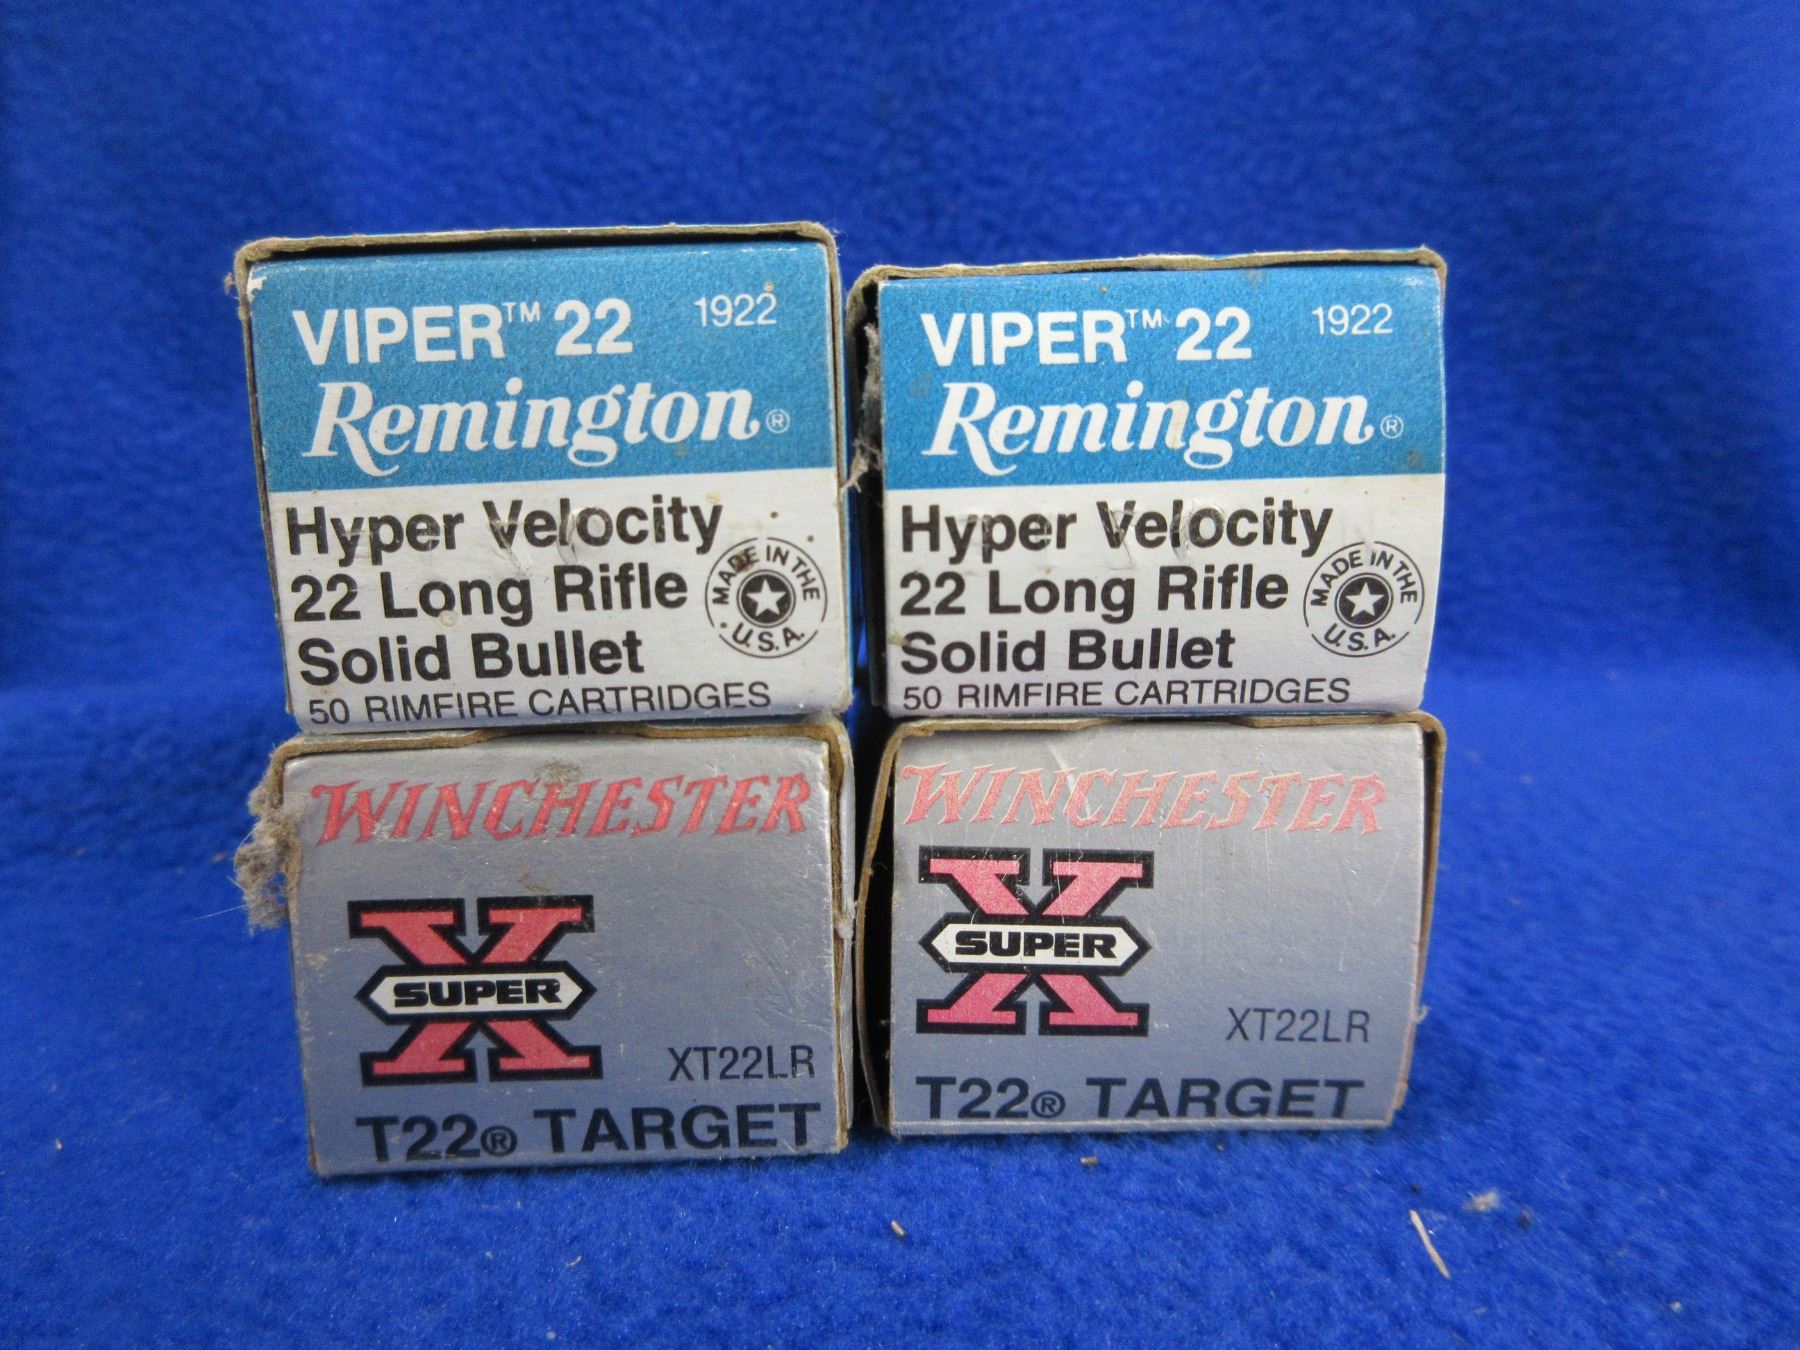 VIPER™ 22 1922
Remington®
Hyper Velocity
22 Long Rifle
Solid Bullet
50 RIMFIRE CARTRIDGES
MADE IN THE U.S.A.
VIPER™ 22 1922
Remington®
Hyper Velocity
22 Long Rifle
Solid Bullet
50 RIMFIRE CARTRIDGES
MADE IN THE U.S.A.
WINCHESTER
X
SUPER
XT22LR
T22® TARGET
WINCHESTER
X
SUPER
XT22LR
T22® TARGET